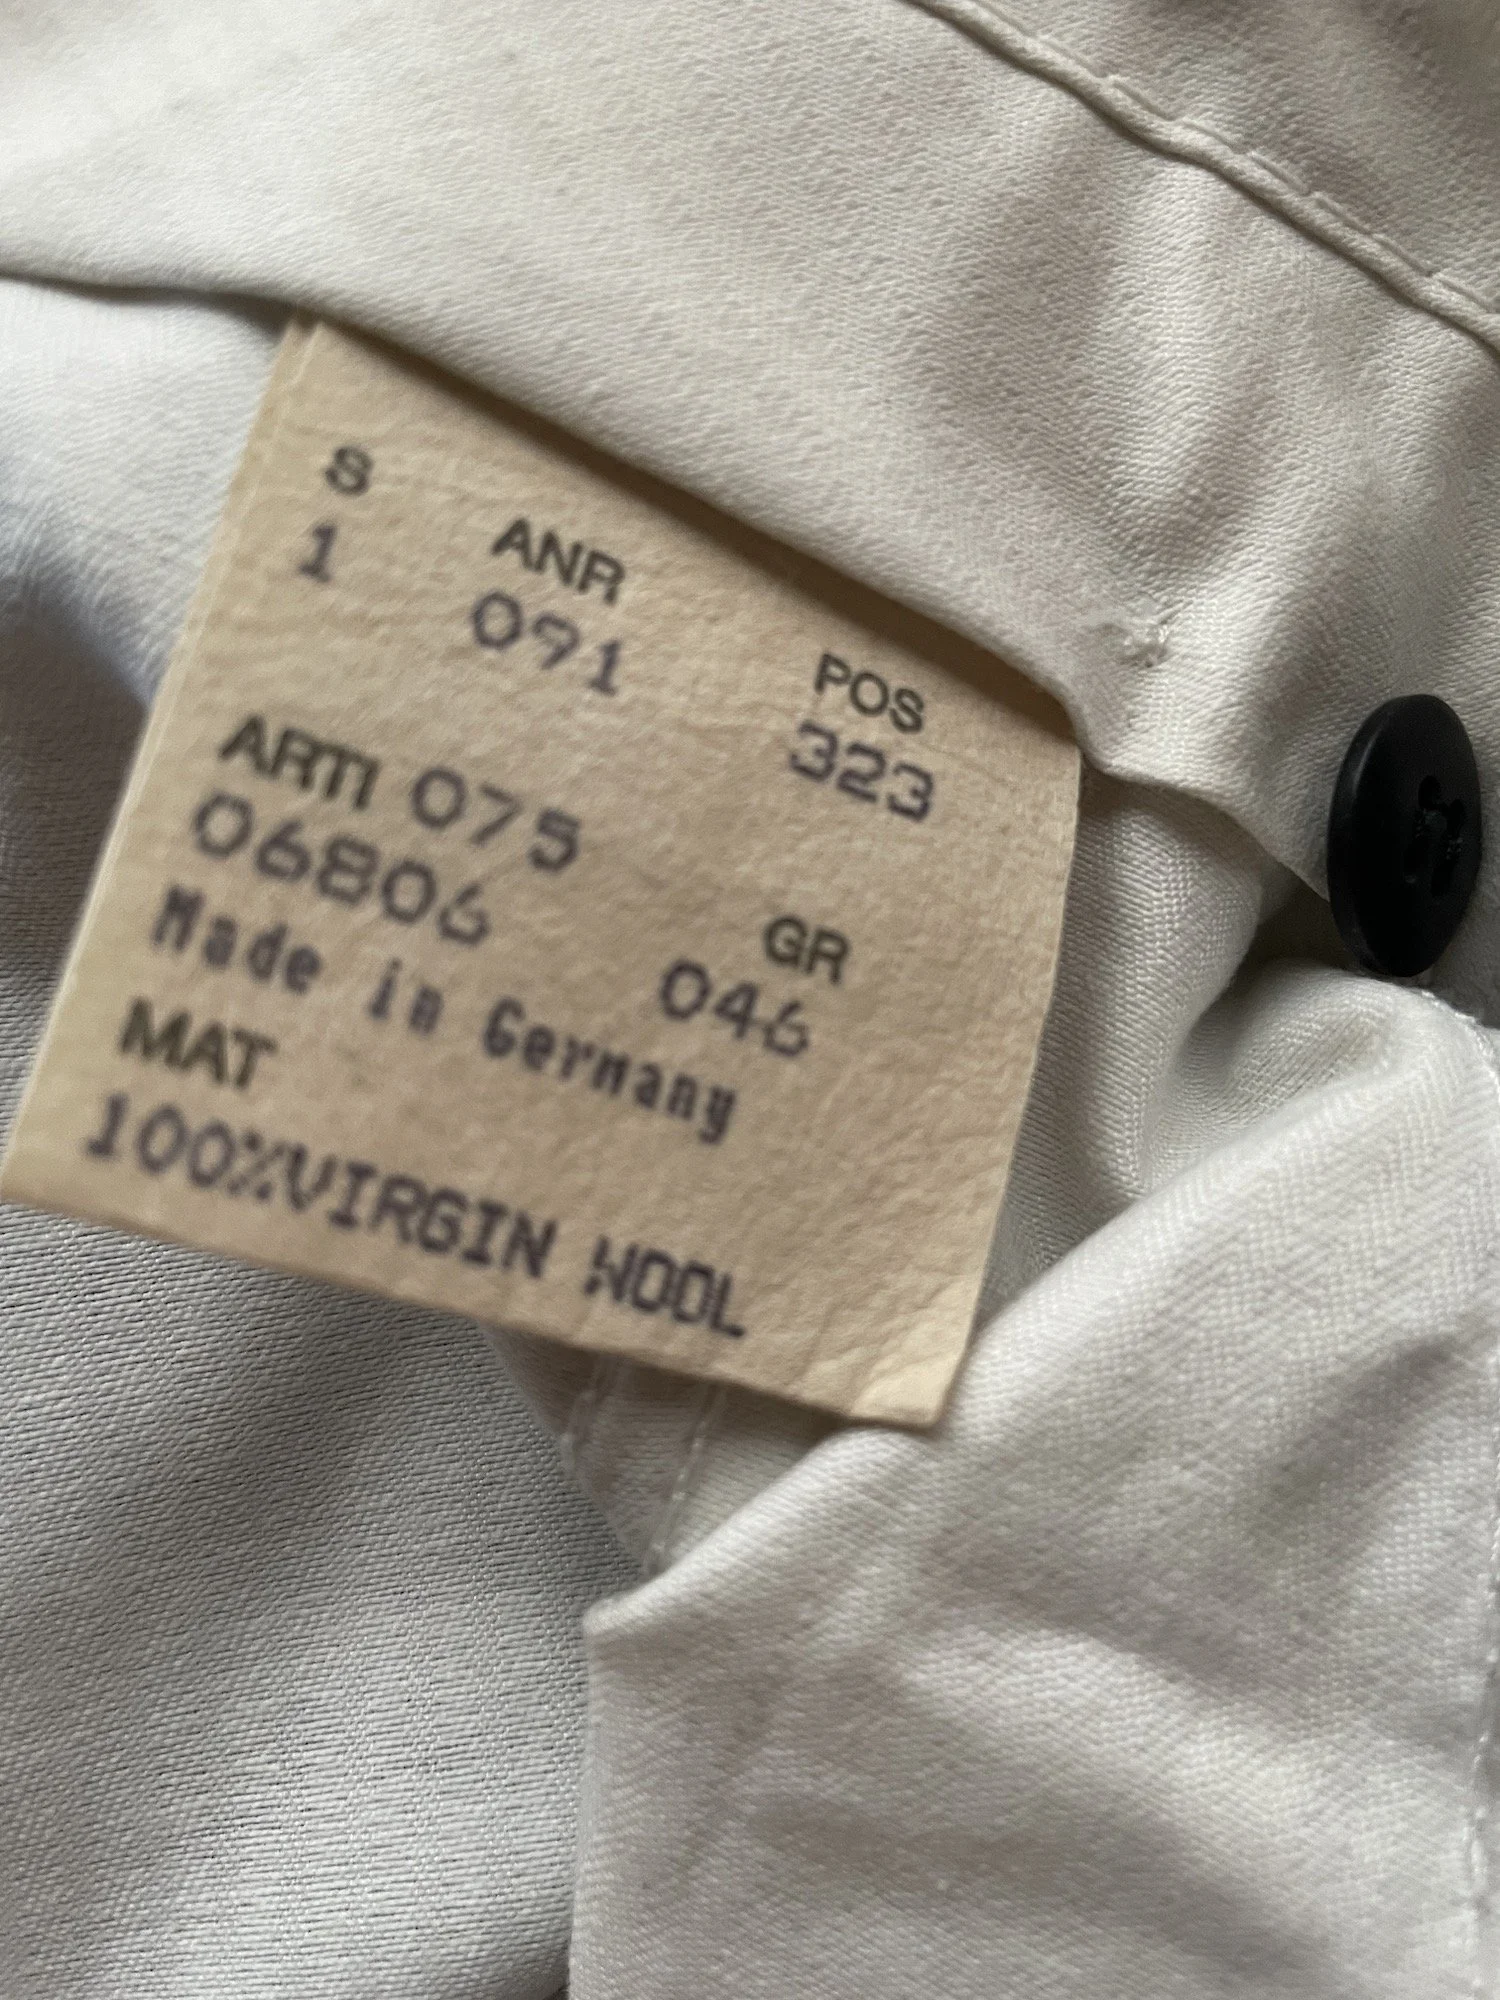 S ANR POS
1 091 323
ARTI 075
06806 GR
Made in Germany 046
MAT
100%VIRGIN WOOL